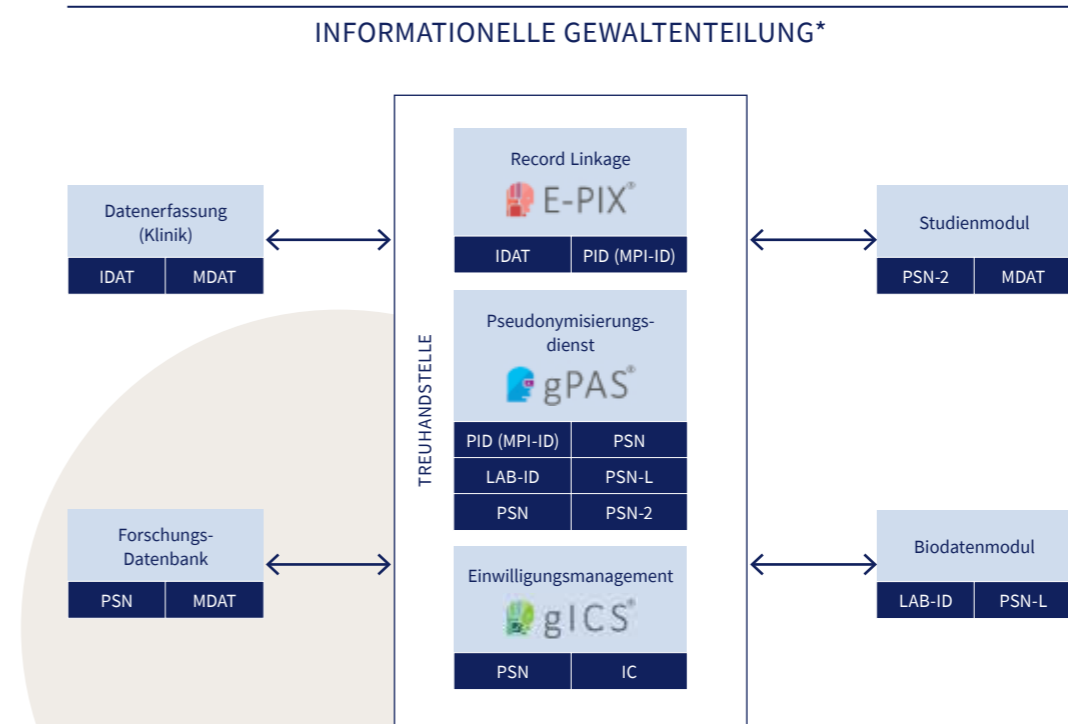 INFORMATIONELLE GEWALTENTEILUNG*
Datenerfassung
(Klinik)
IDAT MDAT
Forschungs-
Datenbank
PSN MDAT
TREUHANDSTELLE
Record Linkage
E-PIX®
IDAT PID (MPI-ID)
Pseudonymisierungs-
dienst
gPAS®
PID (MPI-ID) PSN
LAB-ID PSN-L
PSN PSN-2
Einwilligungsmanagement
gICS®
PSN IC
Studienmodul
PSN-2 MDAT
Biodatenmodul
LAB-ID PSN-L